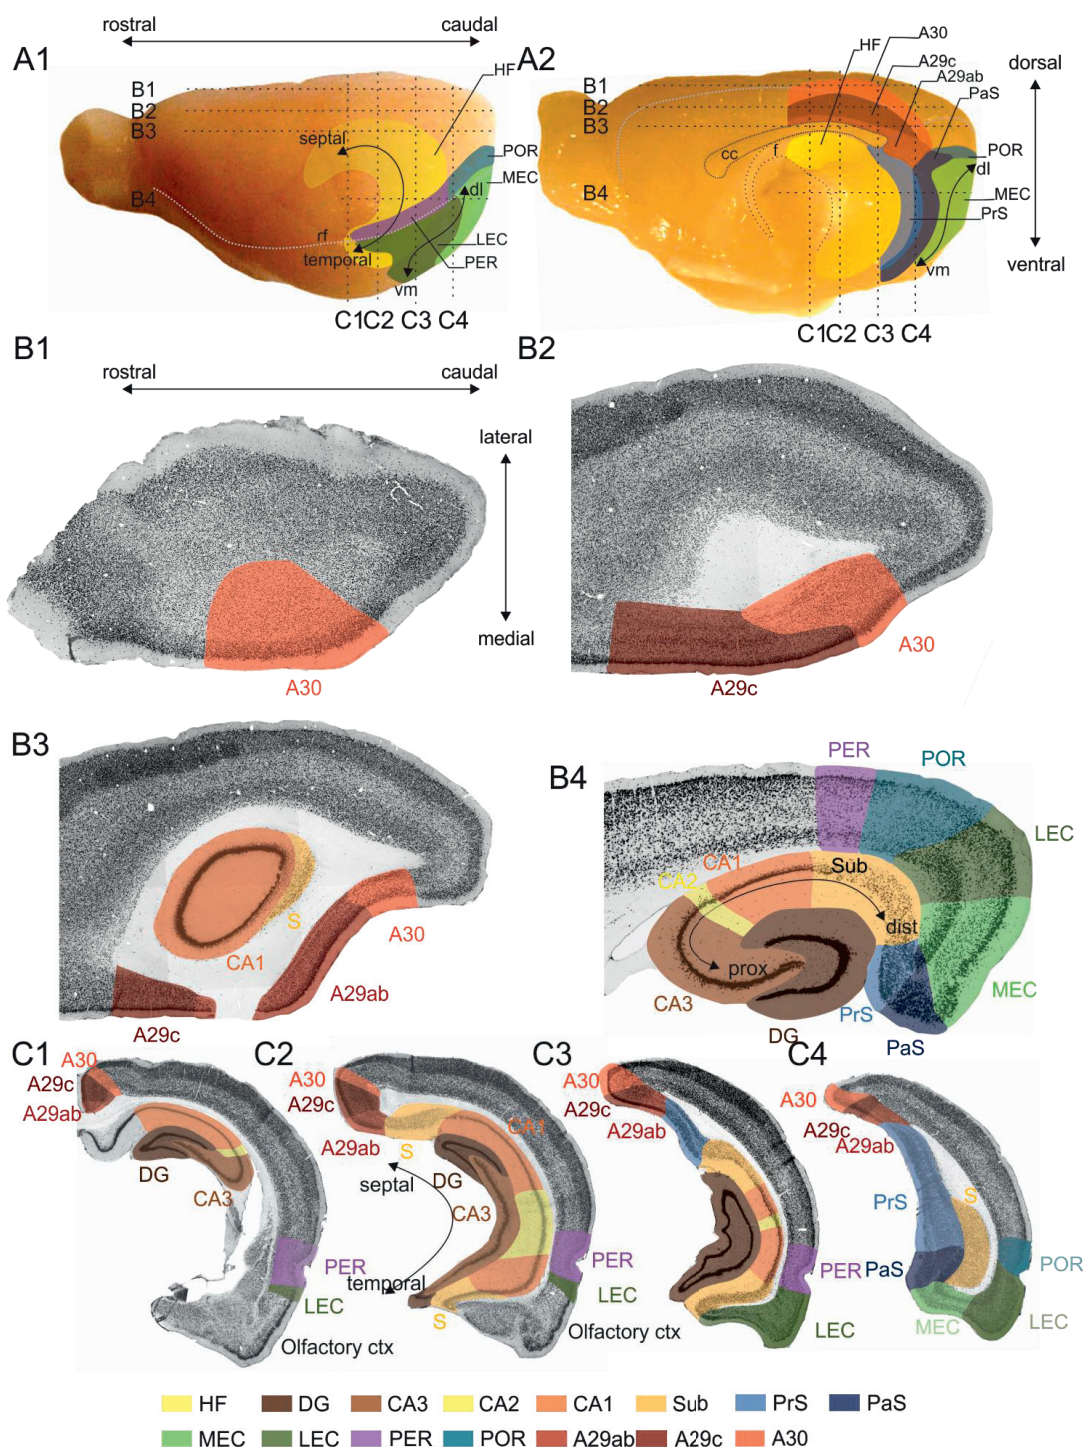 rostral caudal
A1
B1
B2
B3
B4
septal
temporal
rf
HF
POR
MEC
dl
LEC
PER
vm
C1 C2 C3 C4
A2
B1
B2
B3
B4
cc
f
HF
A30
A29c
A29ab
PaS
POR
dl
MEC
PrS
vm
C1 C2 C3 C4
dorsal
ventral
B1
rostral caudal
lateral
medial
A30
B2
A30
A29c
B3
S
CA1
A30
A29ab
A29c
B4
PER
POR
LEC
CA1
CA2
Sub
dist
prox
MEC
CA3
PrS
DG
PaS
C1
A30
A29c
A29ab
DG
CA3
PER
LEC
Olfactory ctx
C2
A30
A29c
A29ab
CA1
S
DG
septal
CA3
temporal
PER
LEC
S
Olfactory ctx
C3
A30
A29c
A29ab
PER
LEC
C4
A30
A29c
A29ab
PrS
S
PaS
POR
MEC
LEC
HF DG CA3 CA2 CA1 Sub PrS PaS
MEC LEC PER POR A29ab A29c A30